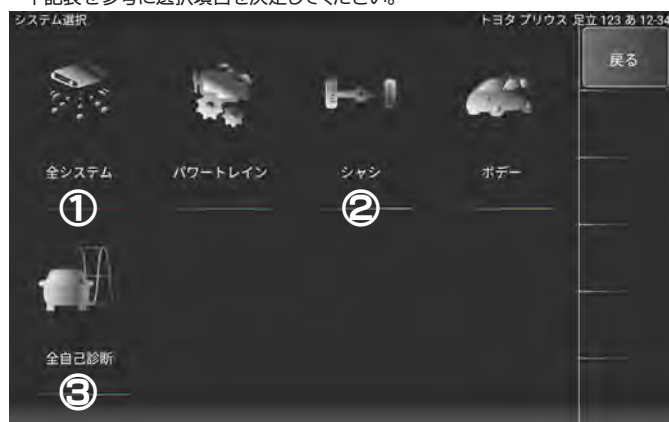 下記表を参考に選択項目を決定してください。
システム選択
トヨタ プリウス 足立 123 あ 12-34
戻る
全システム
パワートレイン
シャシ
ボデー
①
②
全自己診断
③